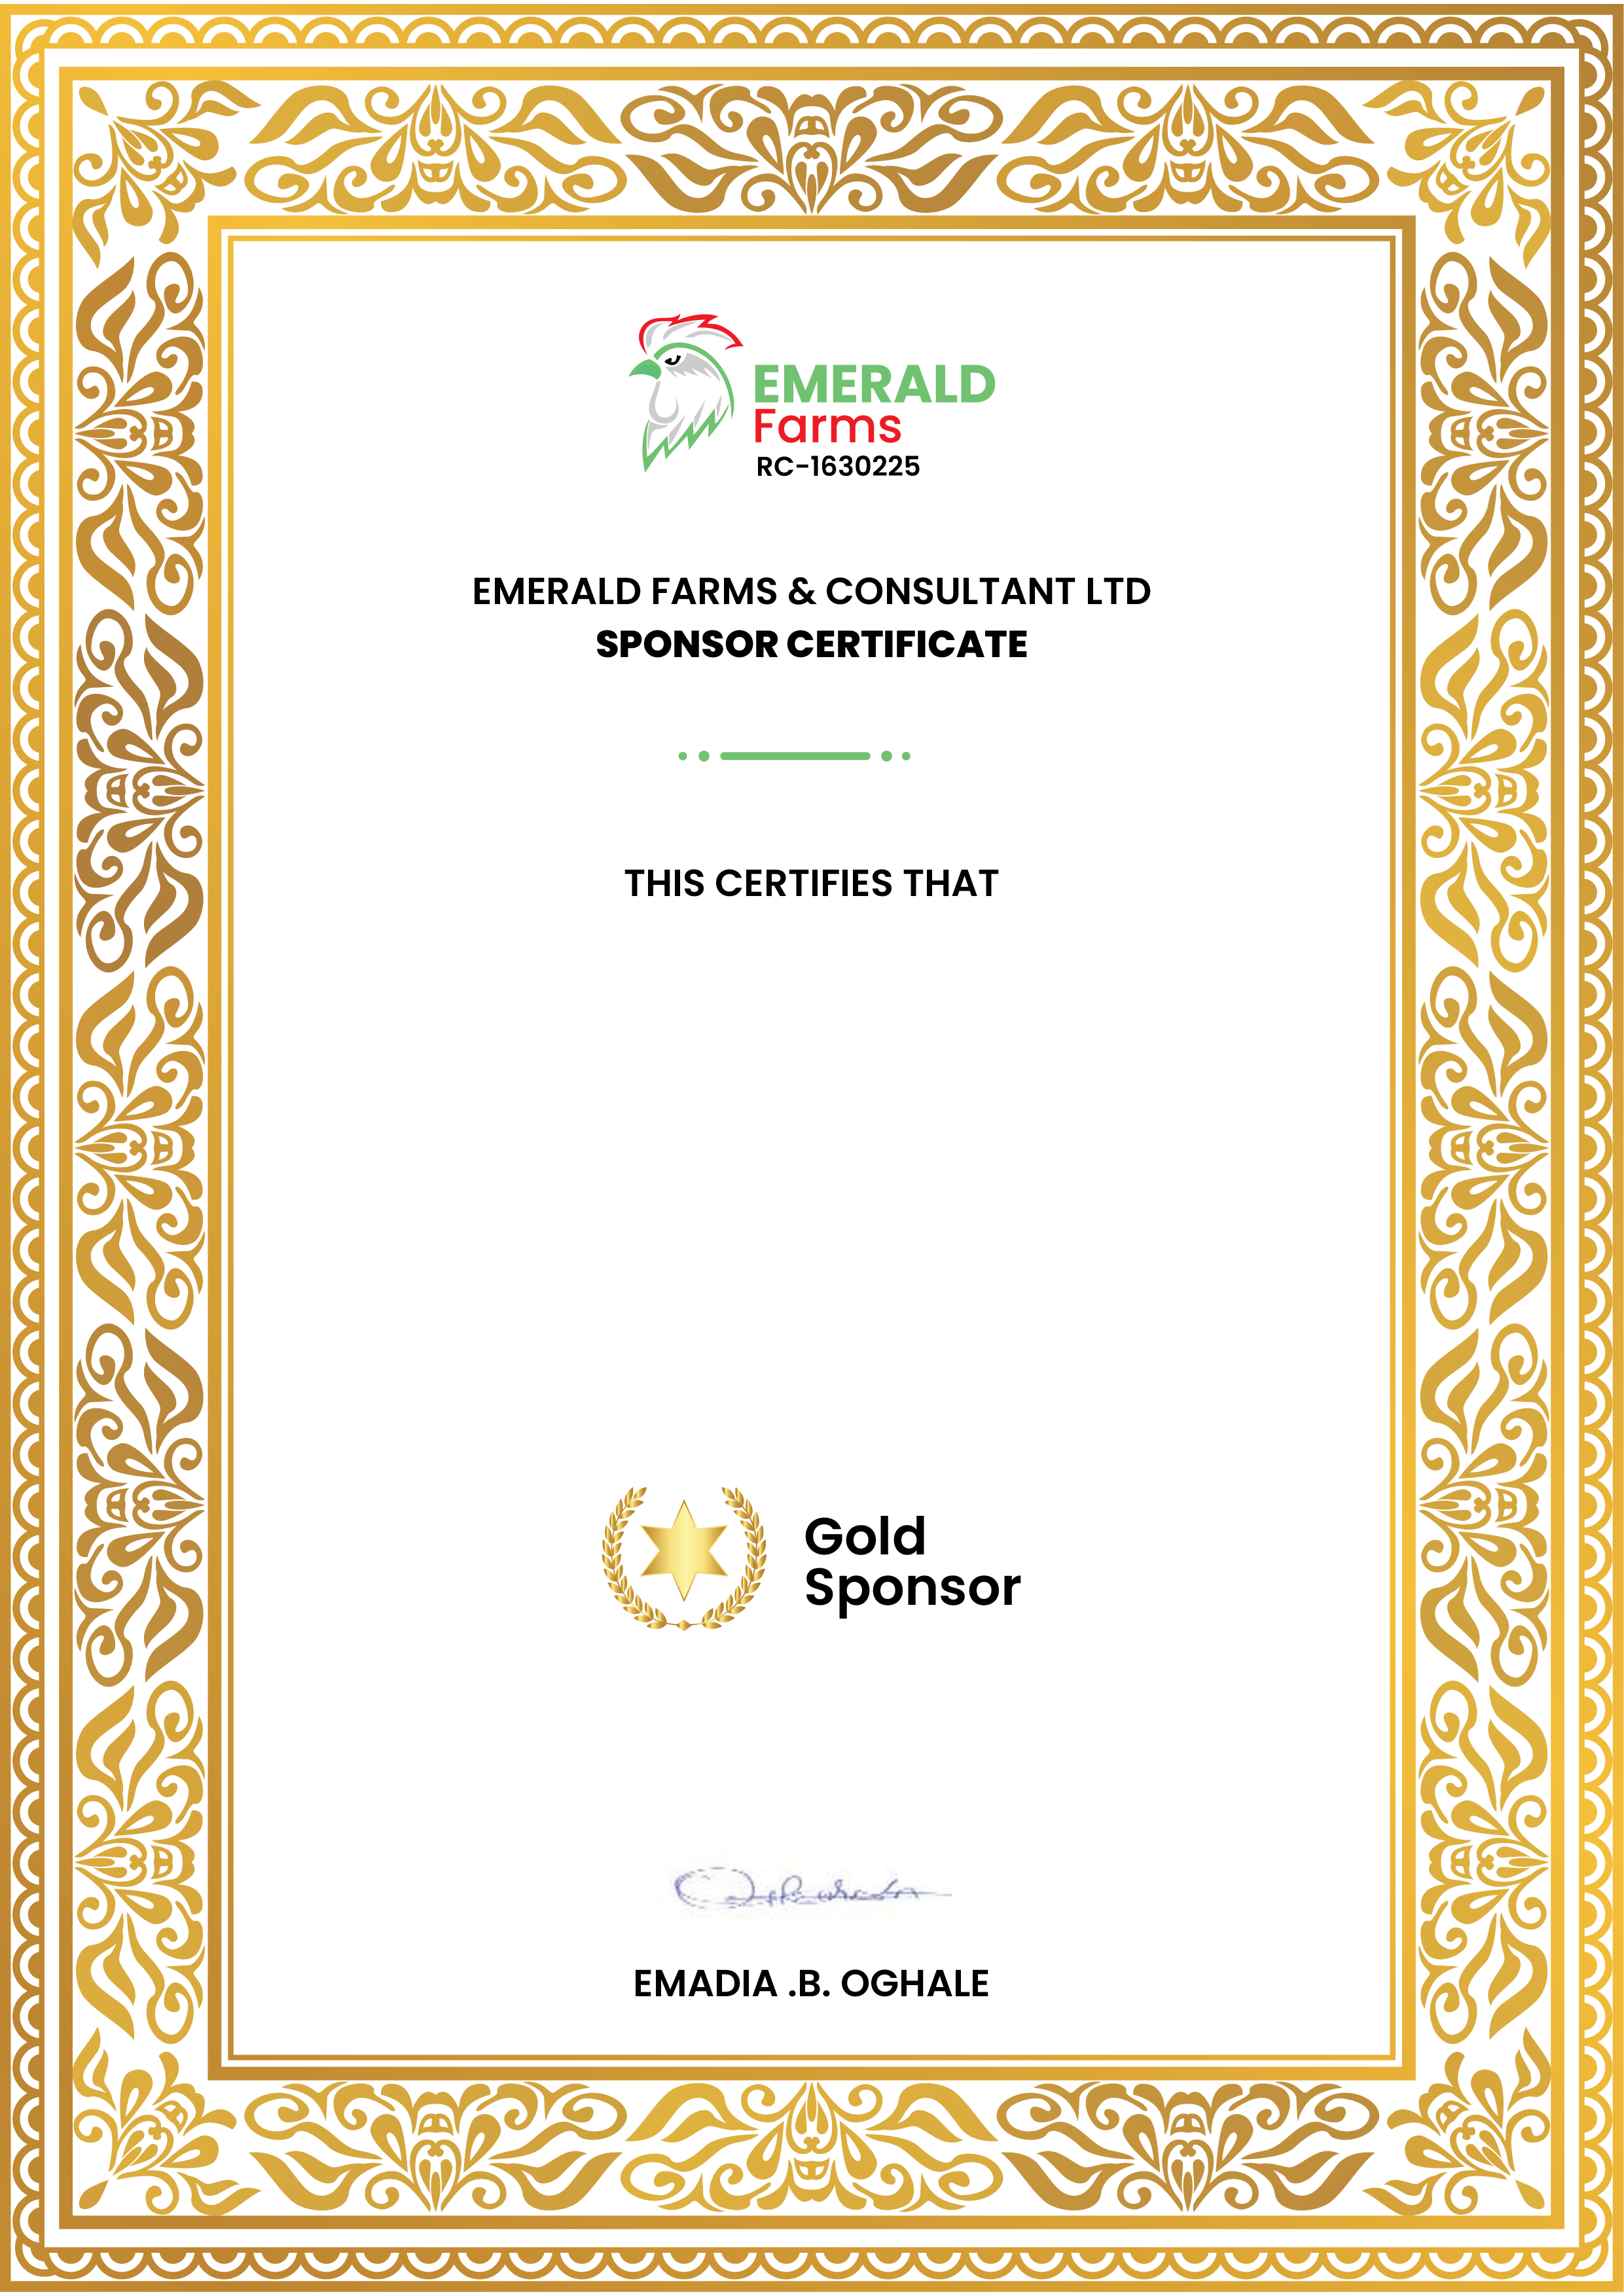 EMERALD
Farms
RC-1630225
EMERALD FARMS & CONSULTANT LTD
SPONSOR CERTIFICATE
THIS CERTIFIES THAT
Gold
Sponsor
EMADIA .B. OGHALE